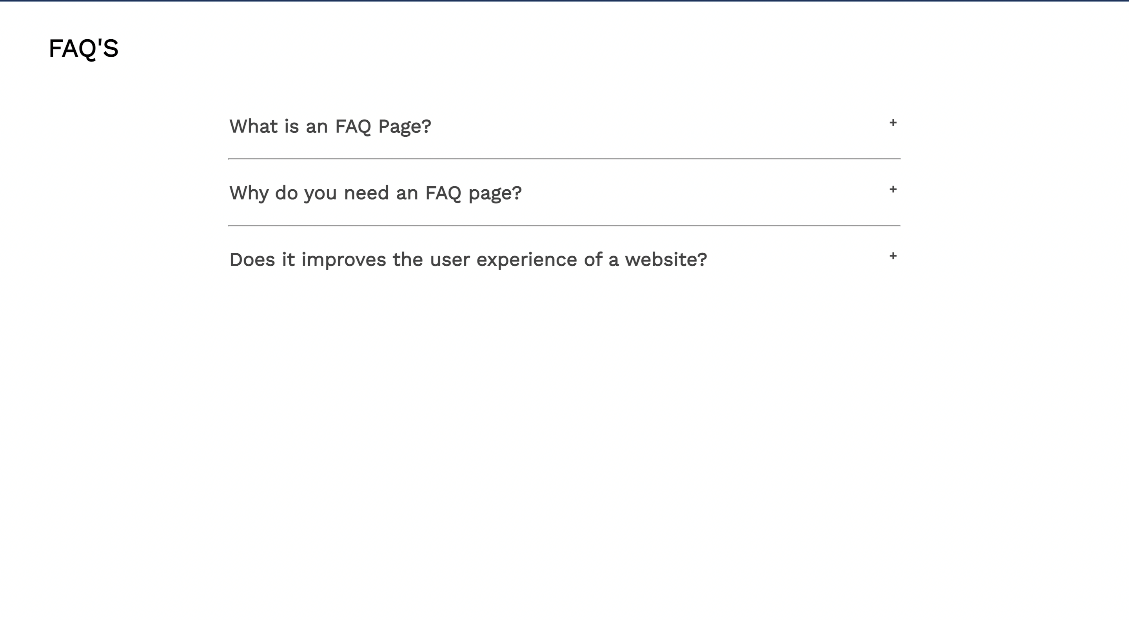 FAQ'S
What is an FAQ Page? +
Why do you need an FAQ page? +
Does it improves the user experience of a website? +